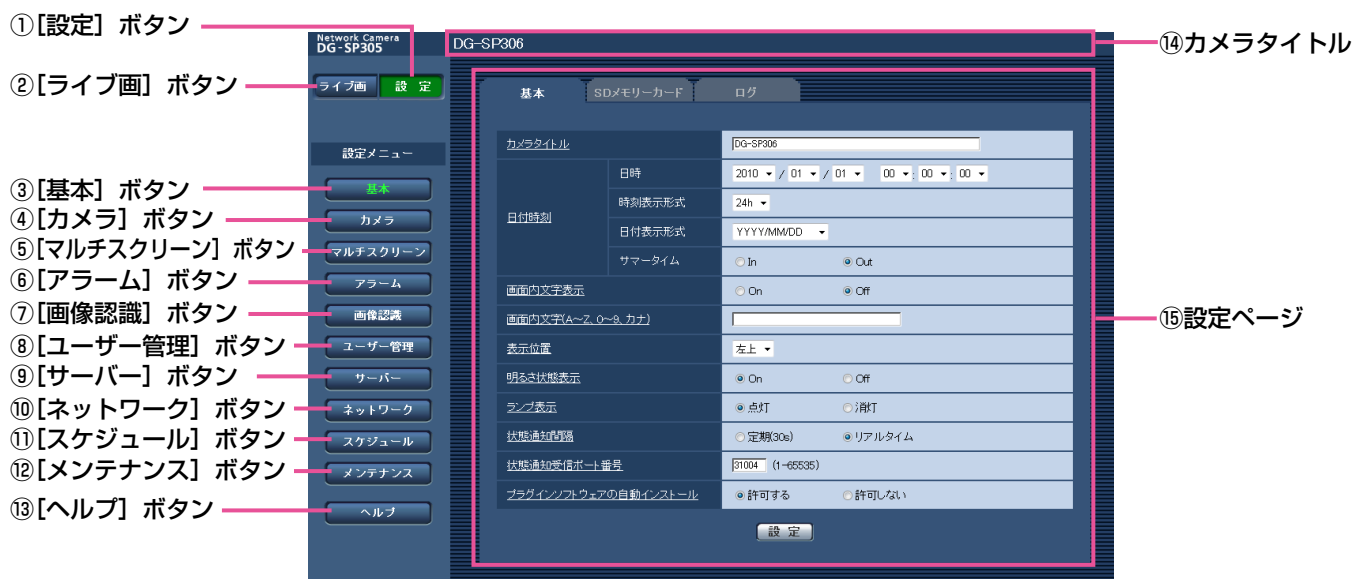 ①[設定］ボタン
②[ライブ画］ボタン
③[基本］ボタン
④[カメラ］ボタン
⑤[マルチスクリーン］ボタン
⑥[アラーム］ボタン
⑦[画像認識］ボタン
⑧[ユーザー管理］ボタン
⑨[サーバー］ボタン
⑩[ネットワーク］ボタン
⑪[スケジュール］ボタン
⑫[メンテナンス］ボタン
⑬[ヘルプ］ボタン
Network Camera
DG-SP305
ライブ画 設 定
設定メニュー
基本
カメラ
マルチスクリーン
アラーム
画像認識
ユーザー管理
サーバー
ネットワーク
スケジュール
メンテナンス
ヘルプ
DG-SP306
基本 SDメモリーカード ログ
カメラタイトル DG-SP306
日付時刻
日時 2010 / 01 / 01 00 : 00 : 00
時刻表示形式 24h
日付表示形式 YYYY/MM/DD
サマータイム In Out
画面内文字表示 On Off
画面内文字(A～Z、0～9、カナ)
表示位置 左上
明るさ状態表示 On Off
ランプ表示 点灯 消灯
状態通知間隔 定期(30s) リアルタイム
状態通知受信ポート番号 31004 (1-65535)
プラグインソフトウェアの自動インストール 許可する 許可しない
設 定
⑭カメラタイトル
⑮設定ページ